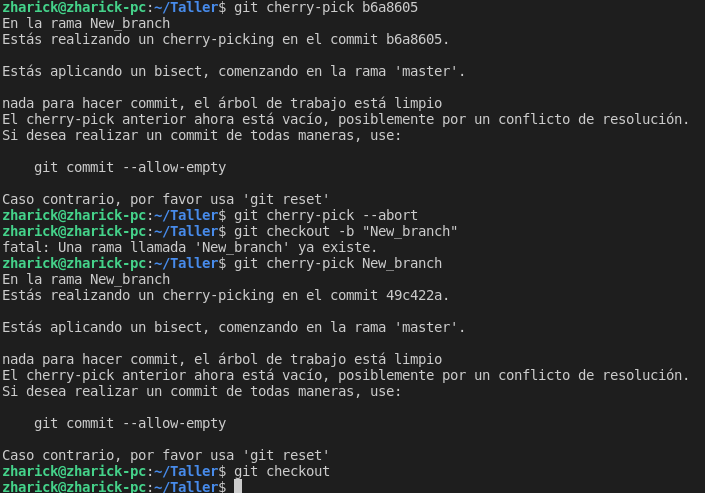 zharick@zharick-pc:~/Taller$ git cherry-pick b6a8605
En la rama New_branch
Estás realizando un cherry-picking en el commit b6a8605.
Estás aplicando un bisect, comenzando en la rama 'master'.
nada para hacer commit, el árbol de trabajo está limpio
El cherry-pick anterior ahora está vacío, posiblemente por un conflicto de resolución.
Si desea realizar un commit de todas maneras, use:
    git commit --allow-empty
Caso contrario, por favor usa 'git reset'
zharick@zharick-pc:~/Taller$ git cherry-pick --abort
zharick@zharick-pc:~/Taller$ git checkout -b "New_branch"
fatal: Una rama llamada 'New_branch' ya existe.
zharick@zharick-pc:~/Taller$ git cherry-pick New_branch
En la rama New_branch
Estás realizando un cherry-picking en el commit 49c422a.
Estás aplicando un bisect, comenzando en la rama 'master'.
nada para hacer commit, el árbol de trabajo está limpio
El cherry-pick anterior ahora está vacío, posiblemente por un conflicto de resolución.
Si desea realizar un commit de todas maneras, use:
    git commit --allow-empty
Caso contrario, por favor usa 'git reset'
zharick@zharick-pc:~/Taller$ git checkout
zharick@zharick-pc:~/Taller$